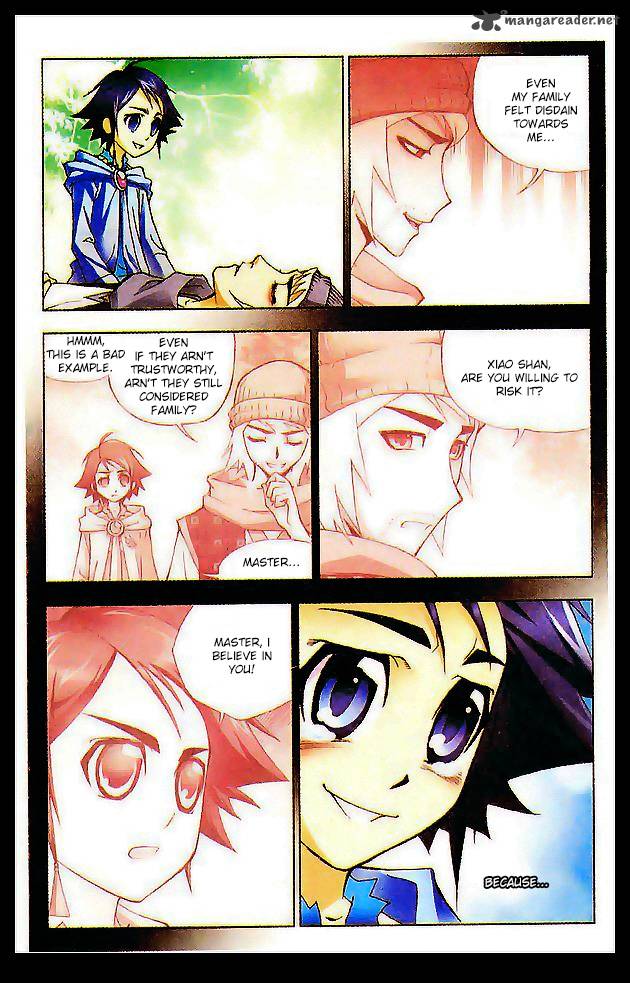 mangareader.net
EVEN
MY FAMILY
FELT DISDAIN
TOWARDS
ME...
HMMM,
THIS IS A BAD
EXAMPLE.
EVEN
IF THEY ARN'T
TRUSTWORTHY,
ARN'T THEY STILL
CONSIDERED
FAMILY?
MASTER...
XIAO SHAN,
ARE YOU WILLING TO
RISK IT?
MASTER, I
BELIEVE IN
YOU!
BECAUSE...